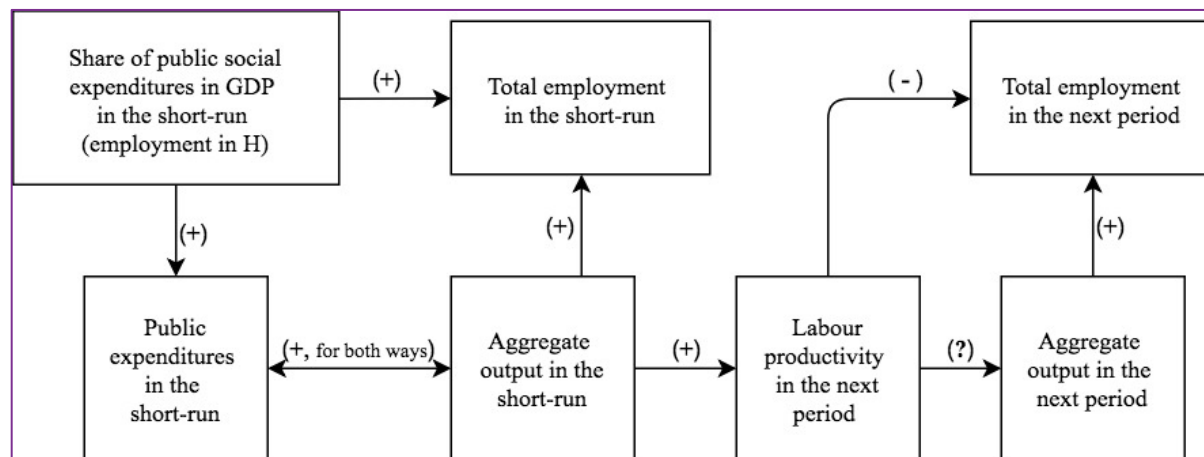 Share of public social
expenditures in GDP
in the short-run
(employment in H)
(+)
Total employment
in the short-run
(-)
Total employment
in the next period
(+)
(+)
(+)
Public
expenditures
in the
short-run
(+, for both ways)
Aggregate
output in the
short-run
(+)
Labour
productivity
in the next
period
(?)
Aggregate
output in the
next period